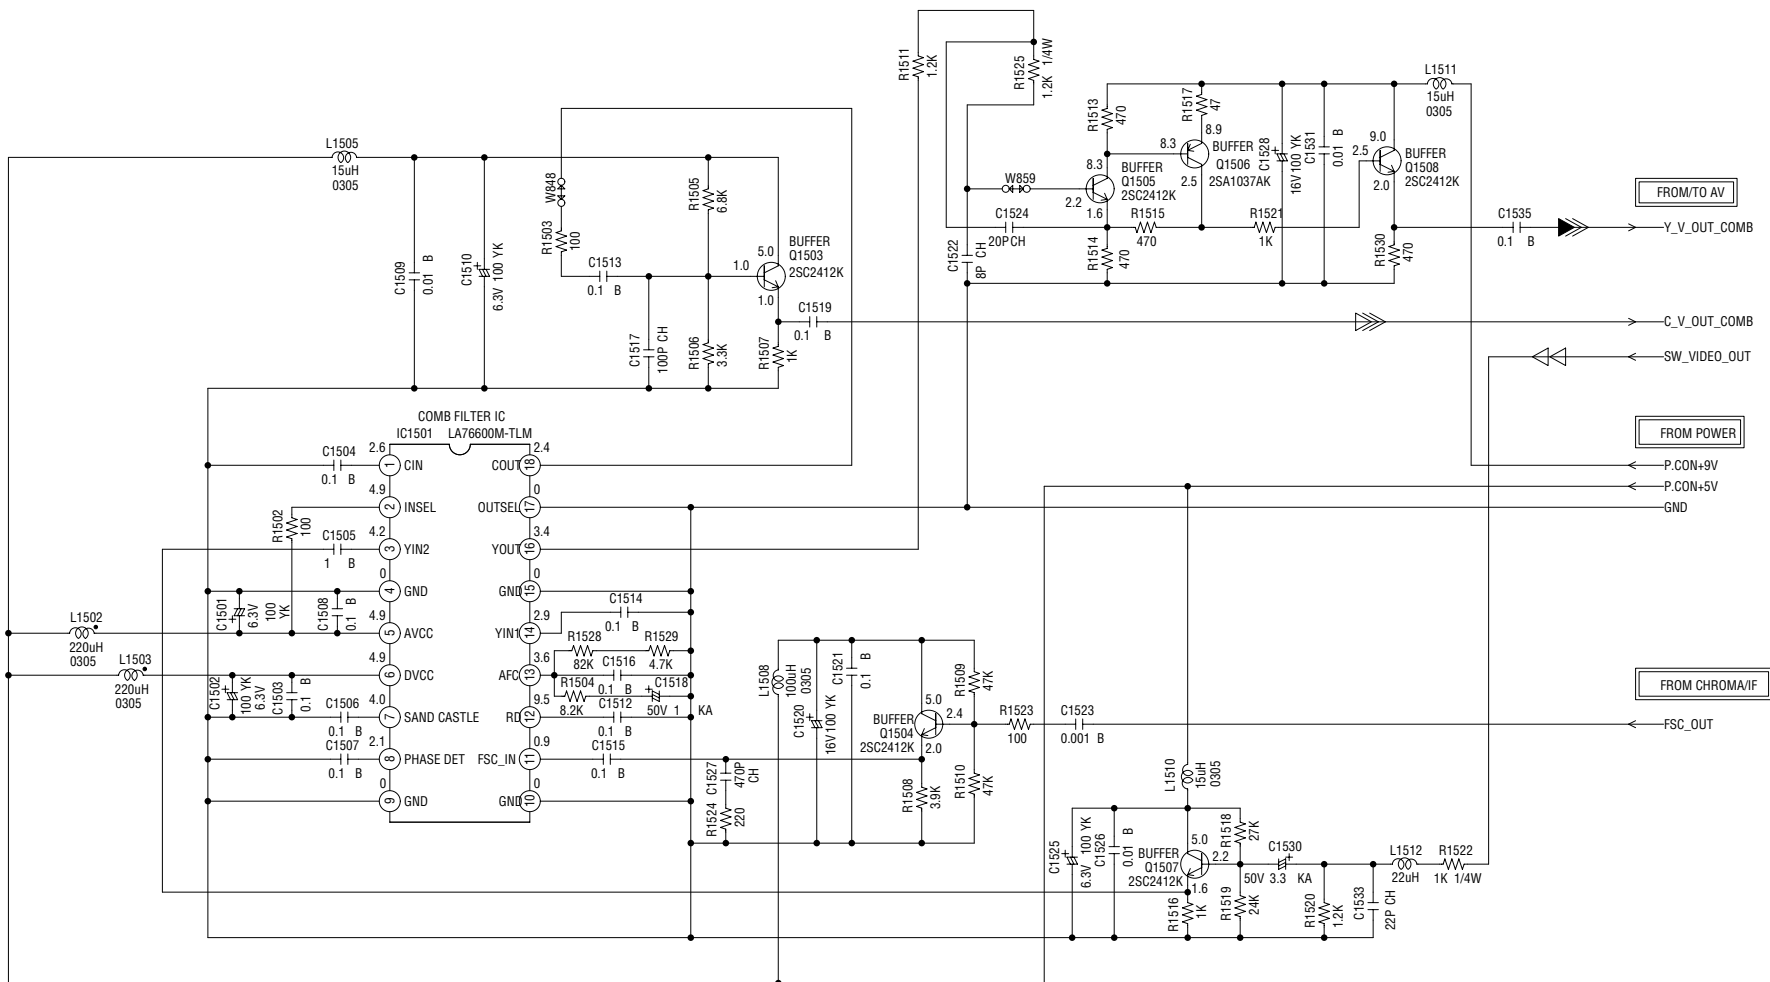 R1511
1.2K
R1525
1.2K 1/4W
L1511
15uH
0305
R1513
470
R1517
47
L1505
15uH
0305
W848
R1505
6.8K
8.9
8.3
BUFFER
Q1506
2SA1037AK
2.5
8.3
BUFFER
Q1505
2SC2412K
2.2
1.6
C1528
16V 100 YK
C1531
0.01 B
9.0
2.5
BUFFER
Q1508
2SC2412K
2.0
W859
FROM/TO AV
C1509
0.01 B
C1510
6.3V 100 YK
R1503
100
C1524
20P CH
R1515
470
R1521
1K
C1535
0.1 B
Y_V_OUT_COMB
C1522
8P CH
R1514
470
R1530
470
C1513
0.1 B
5.0
BUFFER
Q1503
2SC2412K
1.0
1.0
C1519
0.1 B
C_V_OUT_COMB
C1517
100P CH
R1506
3.3K
R1507
1K
SW_VIDEO_OUT
COMB FILTER IC
IC1501 LA76600M-TLM
FROM POWER
C1504
0.1 B
2.6
1 CIN
2.4
COUT 18
P.CON+9V
P.CON+5V
4.9
2 INSEL
0
OUTSEL 17
GND
R1502
100
C1505
1 B
4.2
3 YIN2
3.4
YOUT 16
0
4 GND
0
GND 15
C1501
6.3V
100
YK
C1508
0.1 B
C1514
0.1 B
L1502
220uH
0305
4.9
5 AVCC
2.9
YIN1 14
R1528
82K
R1529
4.7K
L1503
220uH
0305
4.9
6 DVCC
3.6
AFC 13
C1516
0.1 B
R1504
8.2K
C1518
50V 1 KA
C1502
100 YK
6.3V
C1503
0.1 B
C1506
0.1 B
4.0
7 SAND CASTLE
9.5
RD 12
C1512
0.1 B
C1507
0.1 B
2.1
8 PHASE DET
0.9
FSC_IN 11
C1515
0.1 B
0
9 GND
0
GND 10
L1508
100uH
0305
C1520
16V 100 YK
C1521
0.1 B
R1509
47K
5.0
BUFFER
Q1504
2SC2412K
2.4
2.0
R1523
100
C1523
0.001 B
FROM CHROMA/IF
FSC_OUT
C1527
470P
CH
R1524
220
R1508
3.9K
R1510
47K
L1510
15uH
0305
C1525
6.3V 100 YK
C1526
0.01 B
5.0
BUFFER
Q1507
2SC2412K
2.2
1.6
R1518
27K
C1530
50V 3.3 KA
L1512
22uH
R1522
1K 1/4W
R1516
1K
R1519
24K
R1520
1.2K
C1533
22P CH